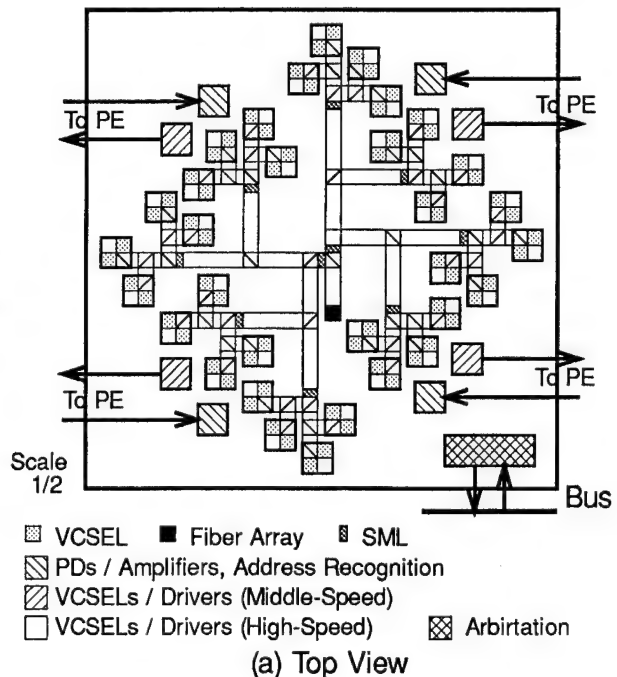 To PE
To PE
To PE
To PE
Scale
1/2
Bus
VCSEL
Fiber Array
SML
PDs / Amplifiers, Address Recognition
VCSELs / Drivers (Middle-Speed)
VCSELs / Drivers (High-Speed)
Arbirtation
(a) Top View